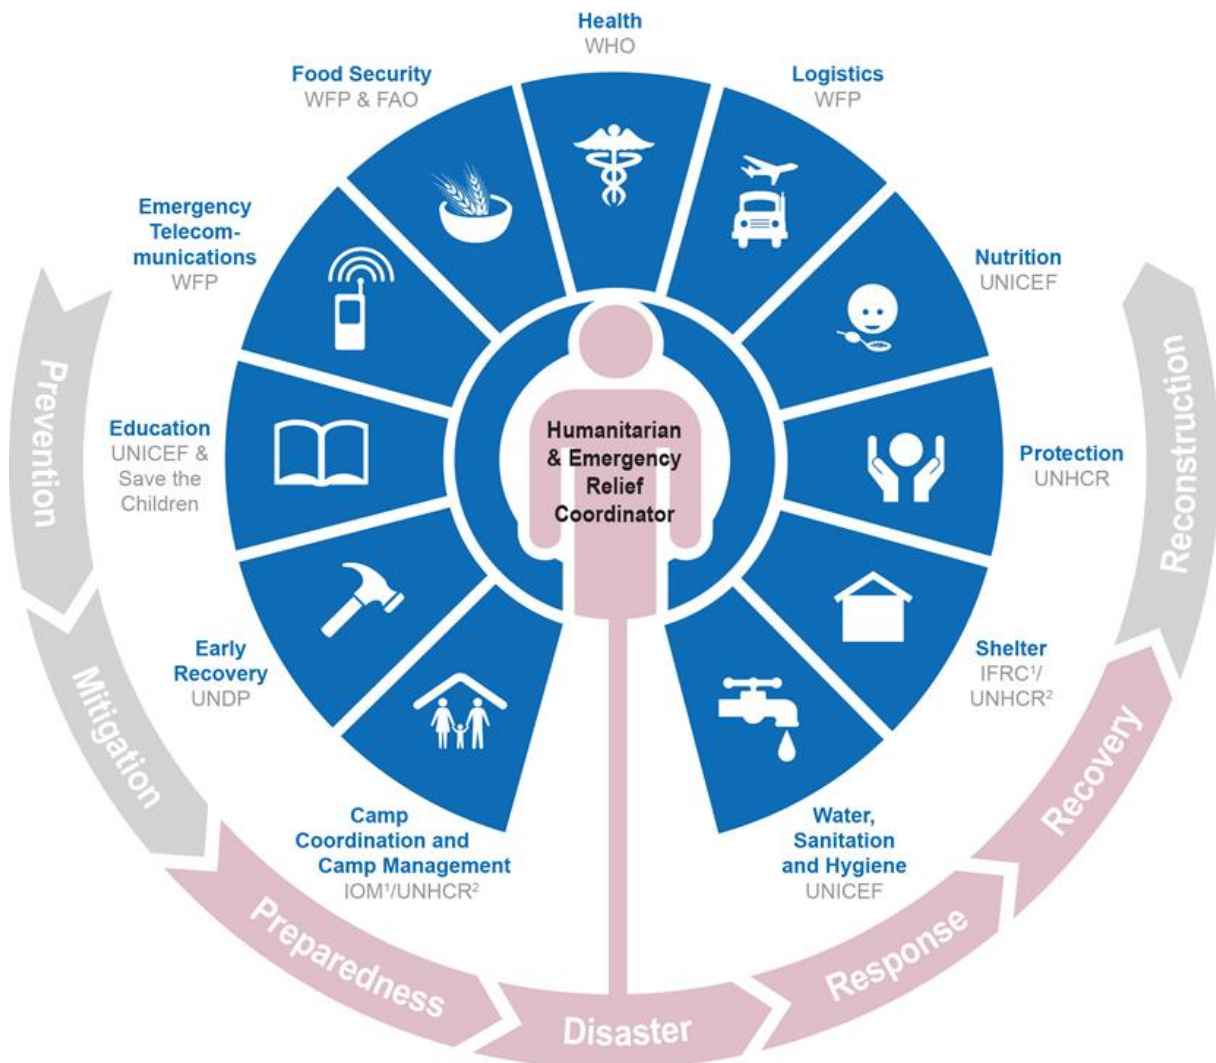 Health
WHO
Food Security
WFP & FAO
Logistics
WFP
Emergency
Telecom-
munications
WFP
Nutrition
UNICEF
Education
UNICEF &
Save the
Children
Humanitarian
& Emergency
Relief
Coordinator
Protection
UNHCR
Early
Recovery
UNDP
Shelter
IFRC¹/
UNHCR²
Camp
Coordination and
Camp Management
IOM¹/UNHCR²
Water,
Sanitation
and Hygiene
UNICEF
Prevention
Mitigation
Preparedness
Disaster
Response
Recovery
Reconstruction